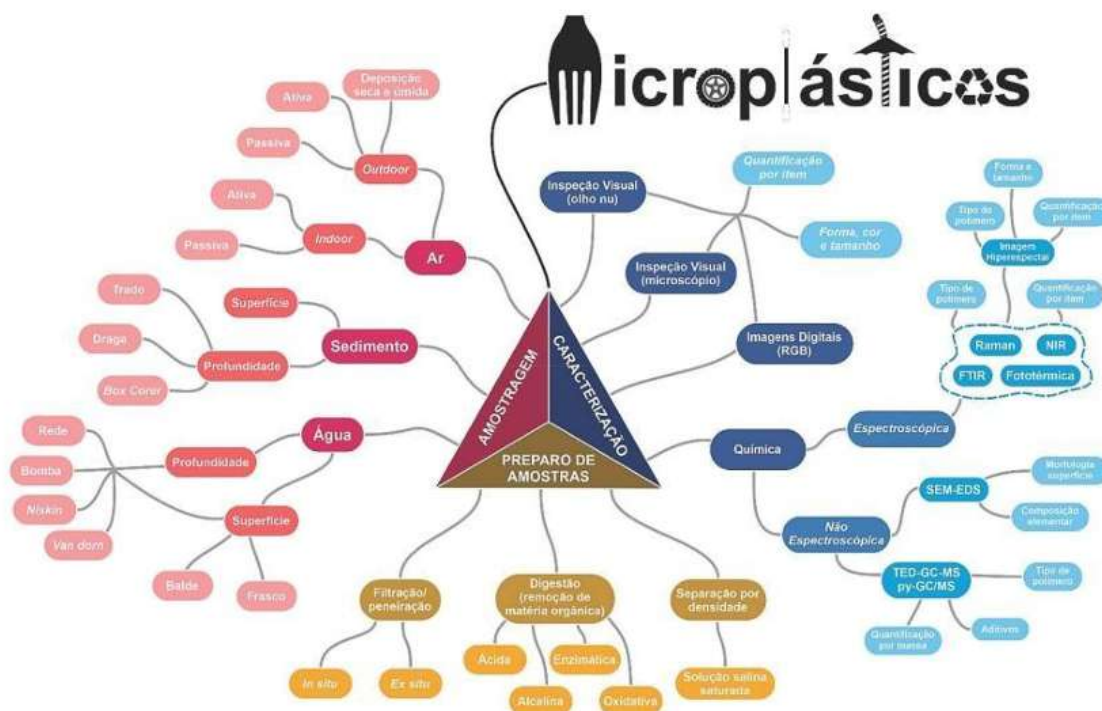 Microplásticos
Deposição
seca e úmida
Ativa
Passiva
Outdoor
Ativa
Passiva
Indoor
Ar
Superfície
Trado
Draga
Box Corer
Profundidade
Sedimento
Rede
Bomba
Niskin
Van dorn
Profundidade
Água
Superfície
Balde
Frasco
AMOSTRAGEM
CARACTERIZAÇÃO
PREPARO DE
AMOSTRAS
Inspeção Visual
(olho nu)
Quantificação
por item
Forma, cor
e tamanho
Inspeção Visual
(microscópio)
Imagens Digitais
(RGB)
Forma e
tamanho
Tipo de
polímero
Quantificação
por item
Imagem
Hiperespectal
Tipo de
polímero
Quantificação
por item
Raman
NIR
FTIR
Fototérmica
Química
Espectroscópica
Não
Espectroscópica
SEM-EDS
Morfologia
superfície
Composição
elementar
TED-GC-MS
py-GC/MS
Tipo de
polímero
Quantificação
por massa
Aditivos
Filtração/
peneiração
In situ
Ex situ
Digestão
(remoção de
matéria orgânica)
Ácida
Alcalina
Enzimática
Oxidativa
Separação por
densidade
Solução salina
saturada